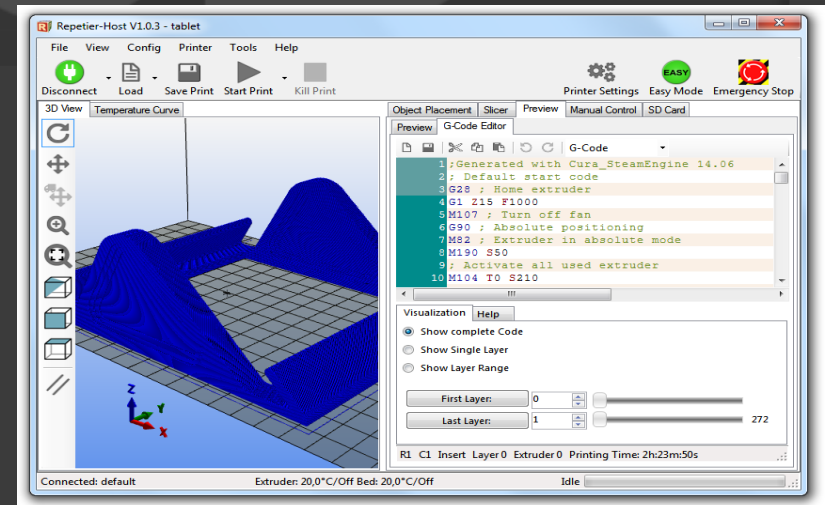 Repetier-Host V1.0.3 - tablet
File View Config Printer Tools Help
Disconnect Load Save Print Start Print Kill Print Printer Settings Easy Mode Emergency Stop
EASY
3D View Temperature Curve
Object Placement Slicer Preview Manual Control SD Card
Preview G-Code Editor
G-Code
1 ;Generated with Cura_SteamEngine 14.06
2 ; Default start code
3 G28 ; Home extruder
4 G1 Z15 F1000
5 M107 ; Turn off fan
6 G90 ; Absolute positioning
7 M82 ; Extruder in absolute mode
8 M190 S50
9 ; Activate all used extruder
10 M104 T0 S210
Visualization Help
Show complete Code
Show Single Layer
Show Layer Range
First Layer: 0
Last Layer: 1 272
R1 C1 Insert Layer 0 Extruder 0 Printing Time: 2h:23m:50s
Z
Y
X
Connected: default Extruder: 20,0°C/Off Bed: 20,0°C/Off Idle